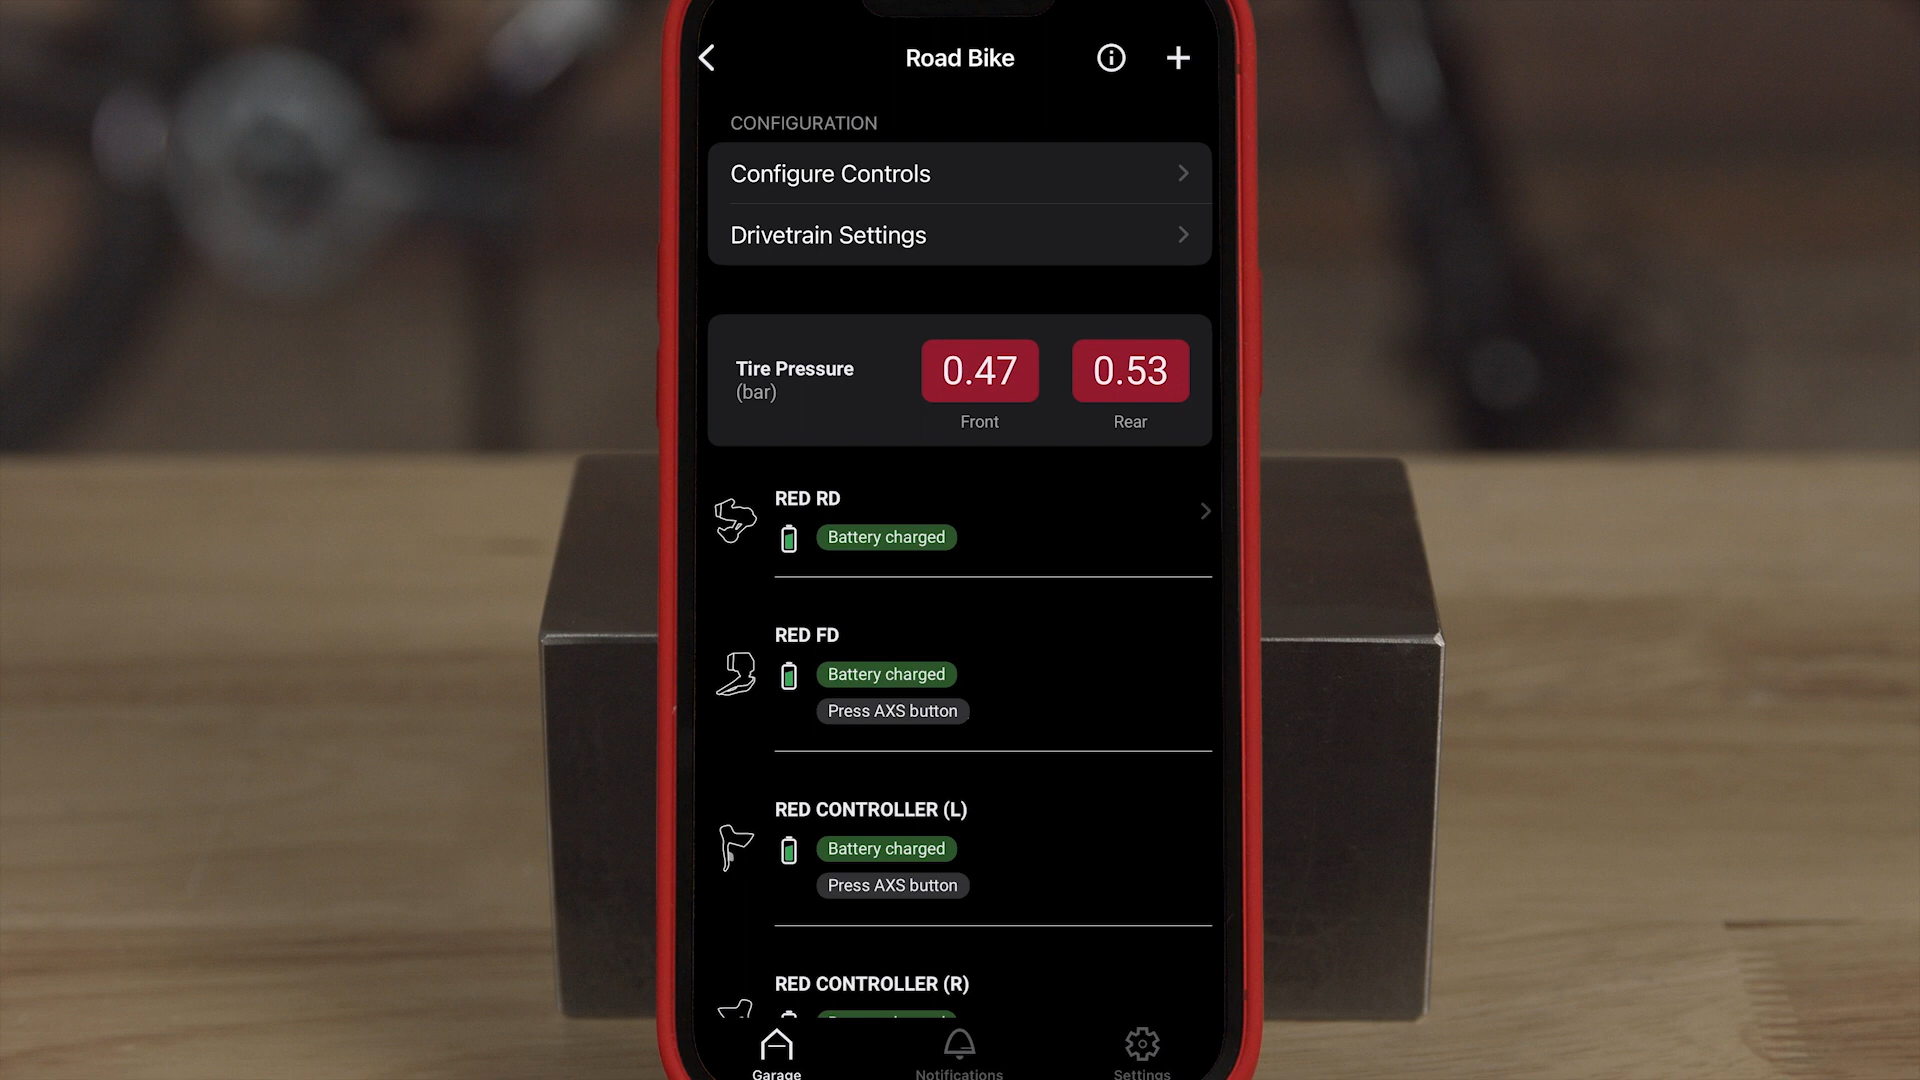 Road Bike
CONFIGURATION
Configure Controls
Drivetrain Settings
Tire Pressure
(bar)
0.47
0.53
Front
Rear
RED RD
Battery charged
RED FD
Battery charged
Press AXS button
RED CONTROLLER (L)
Battery charged
Press AXS button
RED CONTROLLER (R)
Garage
Notifications
Settings